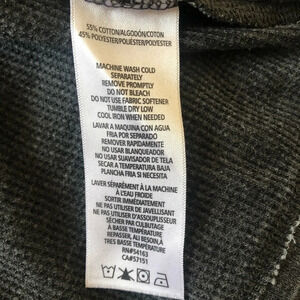 55% COTTON/ALGODÓN/COTON
45% POLYESTER/POLIÉSTER/POLYESTER
MACHINE WASH COLD
SEPARATELY
REMOVE PROMPTLY
DO NOT BLEACH
DO NOT USE FABRIC SOFTENER
TUMBLE DRY LOW
COOL IRON WHEN NEEDED
LAVAR A MAQUINA CON AGUA
FRIA POR SEPARADO
REMOVER RAPIDAMENTE
NO USAR BLANQUEADOR
NO USAR SUAVISADOR DE TELA
SECAR A TEMPERATURA BAJA
PLANCHA FRIA SI NECESITA
LAVER SÉPARÉMENT À LA MACHINE
À L'EAU FROIDE
SORTIR IMMÉDIATEMENT
NE PAS UTILISER DE JAVELLISANT
NE PAS UTILISER DE ASSOUPLISSEUR
SÉCHER PAR CULBUTAGE
À BASSE TEMPÉRATURE
REPASSER, AU BESOIN, À
TRES BASSE TEMPÉRATURE
RN#54163
CA#57151